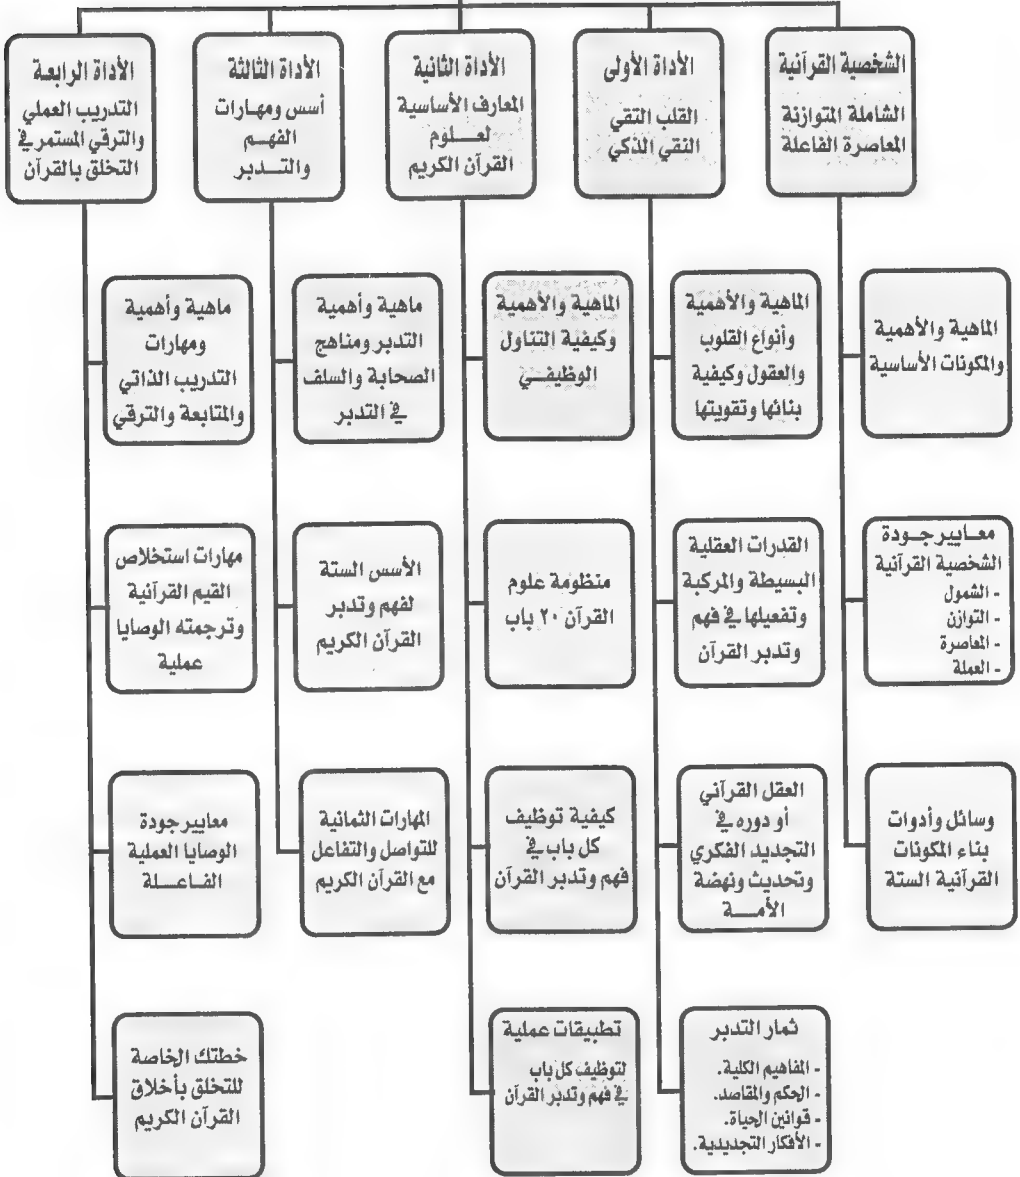 الشخصية القرآنية
الشاملة المتوازنة
المعاصرة الفاعلة
الماهية والأهمية
والمكونات الأساسية
معايير جودة
الشخصية القرآنية
- الشمول
- التوازن
- المعاصرة
- العملة
وسائل وأدوات
بناء المكونات
القرآنية الستة
الأداة الأولى
القلب التقي
النقي الذكي
الماهية والأهمية
وأنواع القلوب
والعقول وكيفية
بنائها وتقويتها
القدرات العقلية
البسيطة والمركبة
وتفعيلها في فهم
وتدبر القرآن
العقل القرآني
أو دوره في
التجديد الفكري
وتحديث ونهضة
الأمـــة
ثمار التدبر
- المفاهيم الكلية.
- الحكم والمقاصد.
- قوانين الحياة.
- الأفكار التجديدية.
الأداة الثانية
المعارف الأساسية
لعـــلوم
القرآن الكريم
الماهية والأهمية
وكيفية التناول
الوظيفــي
منظومة علوم
القرآن ٢٠ باب
كيفية توظيف
كل باب في
فهم وتدبر القرآن
تطبيقات عملية
لتوظيف كل باب
في فهم وتدبر القرآن
الأداة الثالثة
أسس ومهارات
الفهــم
والتــدبر
ماهية وأهمية
التدبر ومناهج
الصحابة والسلف
في التدبر
الأسس الستة
لفهم وتدبر
القرآن الكريم
المهارات الثمانية
للتواصل والتفاعل
مع القرآن الكريم
الأداة الرابعة
التدريب العملي
والترقي المستمر في
التخلق بالقرآن
ماهية وأهمية
ومهارات
التدريب الذاتي
والمتابعة والترقي
مهارات استخلاص
القيم القرآنية
وترجمته الوصايا
عملية
معايير جودة
الوصايا العملية
الفـاعـــلة
خطتك الخاصة
للتخلق بأخلاق
القرآن الكريم